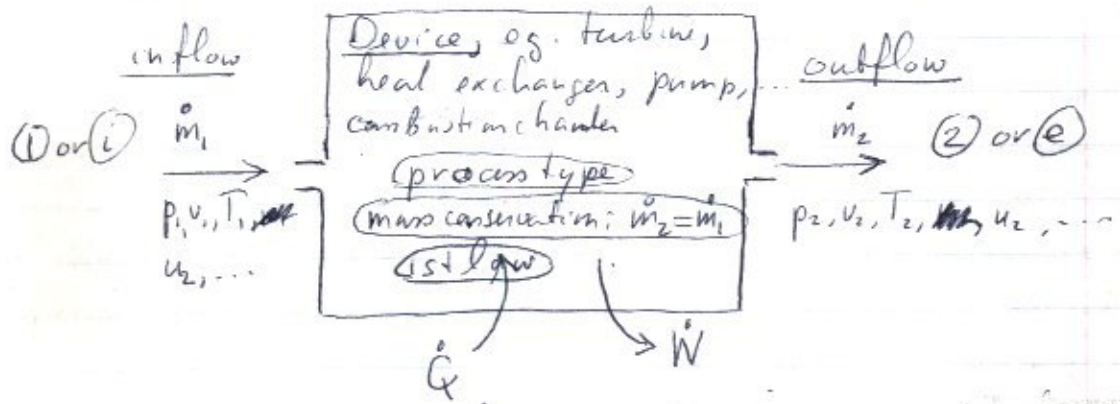 inflow
① or ⓘ
ṁ₁
p₁, v₁, T₁,
u₂, ...
Device, eg. turbine,
heat exchanger, pump, ...
combustion chamber
process type
mass conservation: ṁ₂ = ṁ₁
1st law
Q̇
Ẇ
outflow
ṁ₂
② or ⓔ
p₂, v₂, T₂, u₂, ....